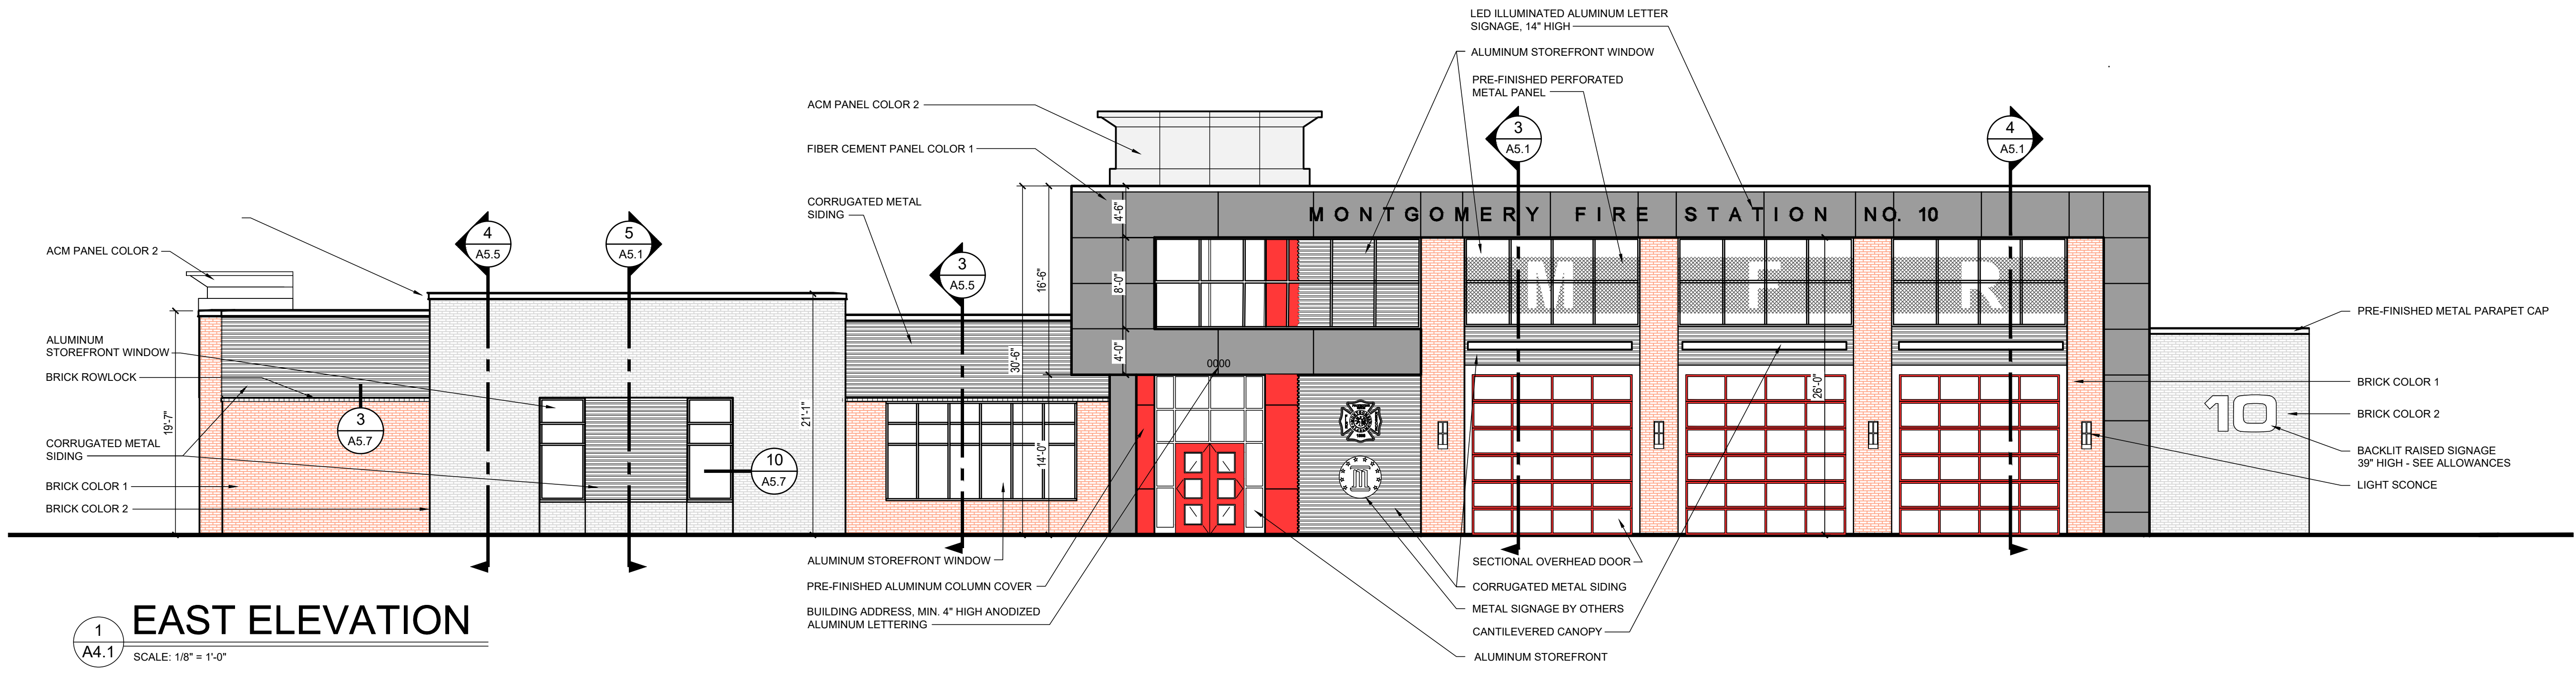 LED ILLUMINATED ALUMINUM LETTER
SIGNAGE, 14" HIGH
ALUMINUM STOREFRONT WINDOW
PRE-FINISHED PERFORATED
METAL PANEL
ACM PANEL COLOR 2
FIBER CEMENT PANEL COLOR 1
CORRUGATED METAL
SIDING
3
A5.1
4
A5.1
4
A5.5
5
A5.1
3
A5.5
ACM PANEL COLOR 2
ALUMINUM
STOREFRONT WINDOW
BRICK ROWLOCK
CORRUGATED METAL
SIDING
BRICK COLOR 1
BRICK COLOR 2
19'-7"
3
A5.7
10
A5.7
21'-1"
30'-6"
16'-6"
14'-0"
4'-6"
8'-0"
4'-0"
26'-0"
MONTGOMERY FIRE STATION NO. 10
M F R
0000
10
PRE-FINISHED METAL PARAPET CAP
BRICK COLOR 1
BRICK COLOR 2
BACKLIT RAISED SIGNAGE
39" HIGH - SEE ALLOWANCES
LIGHT SCONCE
ALUMINUM STOREFRONT WINDOW
PRE-FINISHED ALUMINUM COLUMN COVER
BUILDING ADDRESS, MIN. 4" HIGH ANODIZED
ALUMINUM LETTERING
SECTIONAL OVERHEAD DOOR
CORRUGATED METAL SIDING
METAL SIGNAGE BY OTHERS
CANTILEVERED CANOPY
ALUMINUM STOREFRONT
1
A4.1
EAST ELEVATION
SCALE: 1/8" = 1'-0"